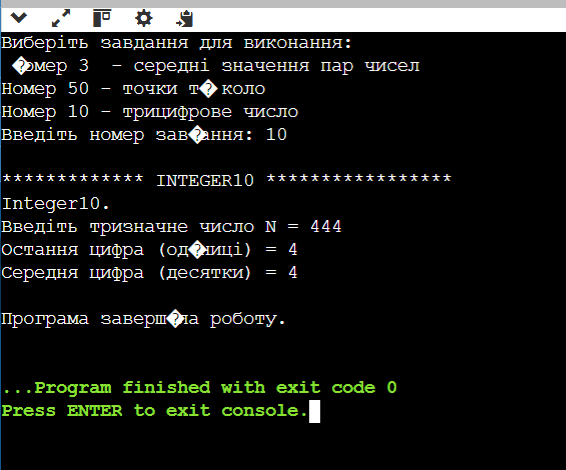 Виберіть завдання для виконання:
�омер 3  – середні значення пар чисел
Номер 50 – точки т� коло
Номер 10 – трицифрове число
Введіть номер зав�ання: 10
************* INTEGER10 *****************
Integer10.
Введіть тризначне число N = 444
Остання цифра (од�ниці) = 4
Середня цифра (десятки) = 4
Програма заверш�ла роботу.
...Program finished with exit code 0
Press ENTER to exit console.